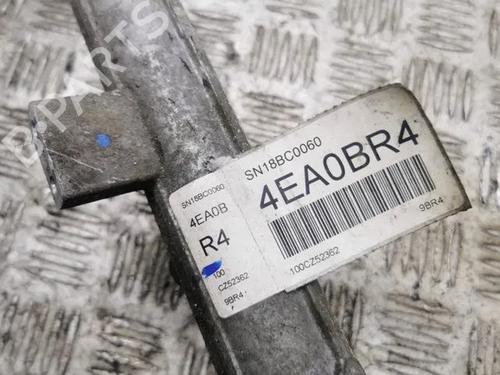 B-PARTS
SN18BC0060
4EA0B
R4
100
CZ52362
9BR4
SN18BC0060
4EA0BR4
100CZ52362
9BR4